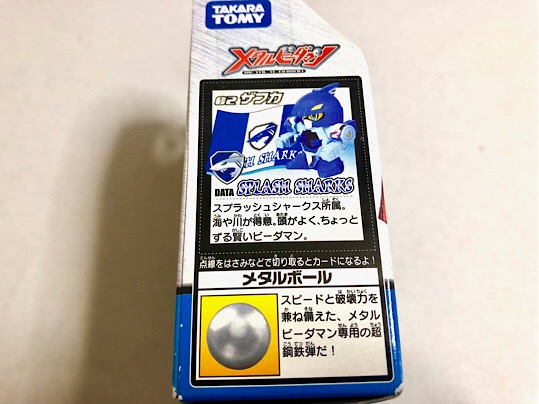 TAKARA
TOMY
メタルビーダマン
02 ザフカ
H SHARK
DATA SPLASH SHARKS
スプラッシュシャークス所属。
海や川が得意。頭がよく、ちょっと
ずる賢いビーダマン。
点線をはさみなどで切り取るとカードになるよ!
メタルボール
スピードと破壊力を
兼ね備えた、メタル
ビーダマン専用の超
鋼鉄弾だ!